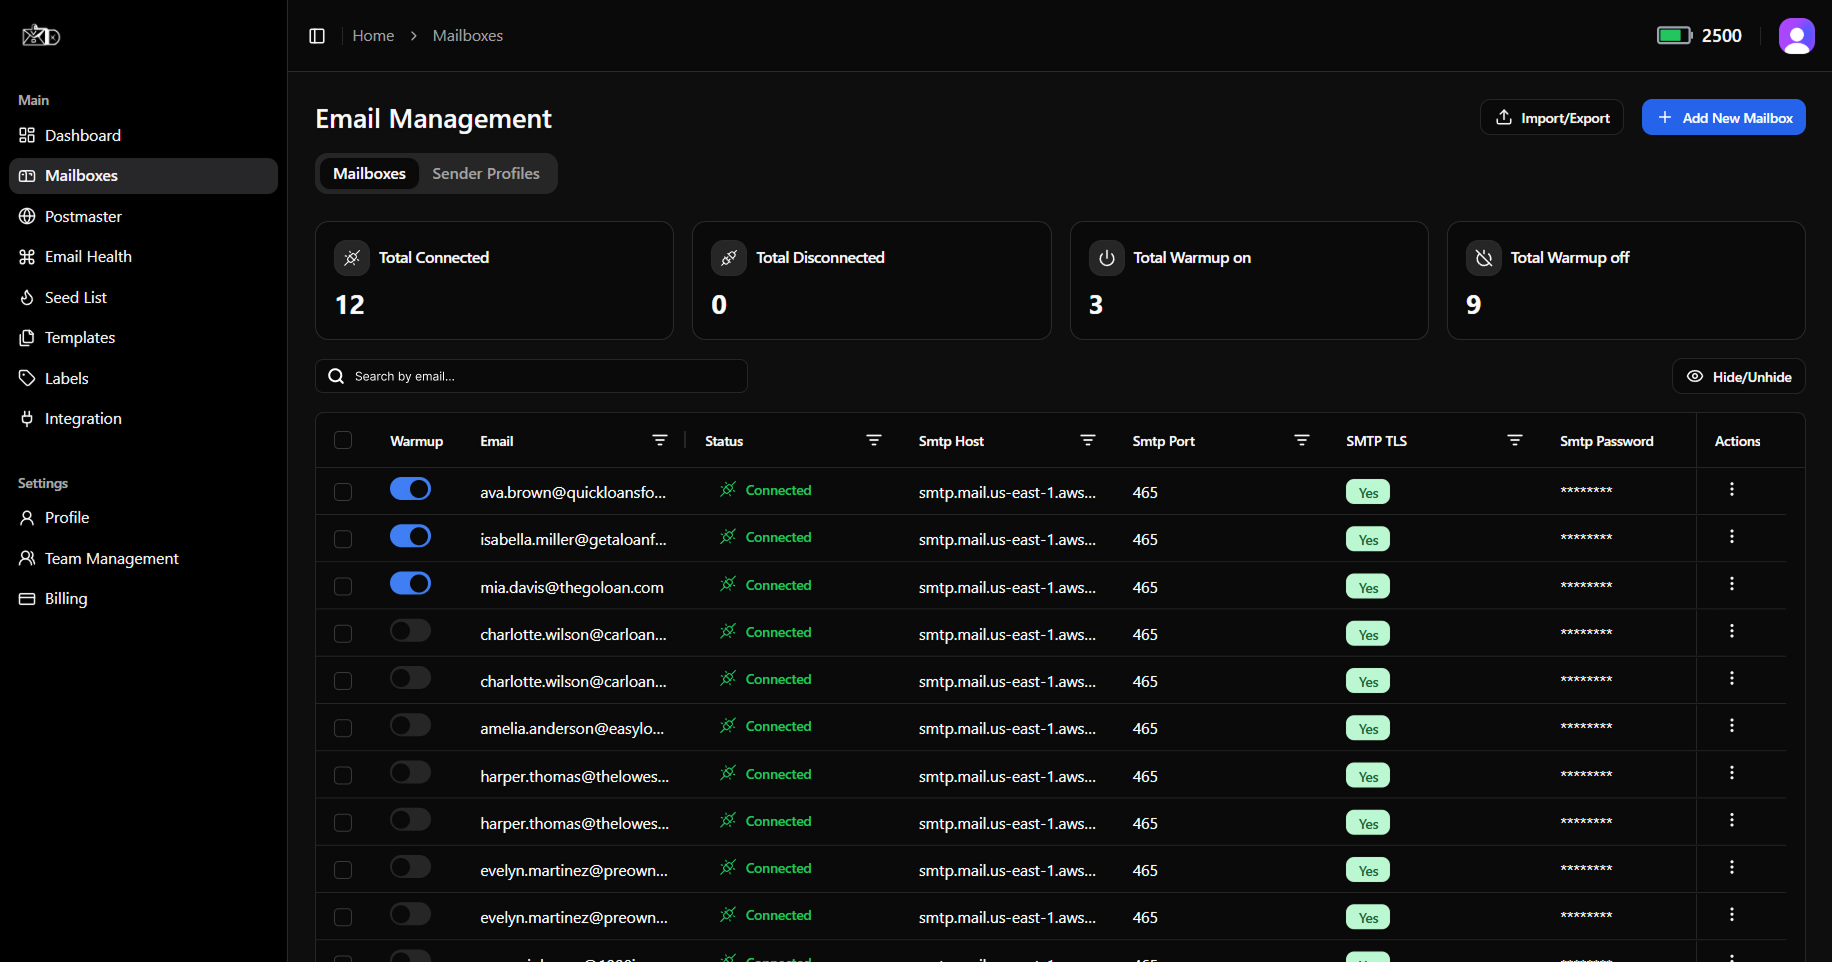 Home > Mailboxes
2500
Main
Dashboard
Mailboxes
Postmaster
Email Health
Seed List
Templates
Labels
Integration
Settings
Profile
Team Management
Billing
Email Management
Import/Export
+ Add New Mailbox
Mailboxes Sender Profiles
Total Connected
12
Total Disconnected
0
Total Warmup on
3
Total Warmup off
9
Search by email...
Hide/Unhide
Warmup Email Status Smtp Host Smtp Port SMTP TLS Smtp Password Actions
ava.brown@quickloansfo... Connected smtp.mail.us-east-1.aws... 465 Yes ********
isabella.miller@getaloanf... Connected smtp.mail.us-east-1.aws... 465 Yes ********
mia.davis@thegoloan.com Connected smtp.mail.us-east-1.aws... 465 Yes ********
charlotte.wilson@carloan... Connected smtp.mail.us-east-1.aws... 465 Yes ********
charlotte.wilson@carloan... Connected smtp.mail.us-east-1.aws... 465 Yes ********
amelia.anderson@easylo... Connected smtp.mail.us-east-1.aws... 465 Yes ********
harper.thomas@thelowes... Connected smtp.mail.us-east-1.aws... 465 Yes ********
harper.thomas@thelowes... Connected smtp.mail.us-east-1.aws... 465 Yes ********
evelyn.martinez@preown... Connected smtp.mail.us-east-1.aws... 465 Yes ********
evelyn.martinez@preown... Connected smtp.mail.us-east-1.aws... 465 Yes ********